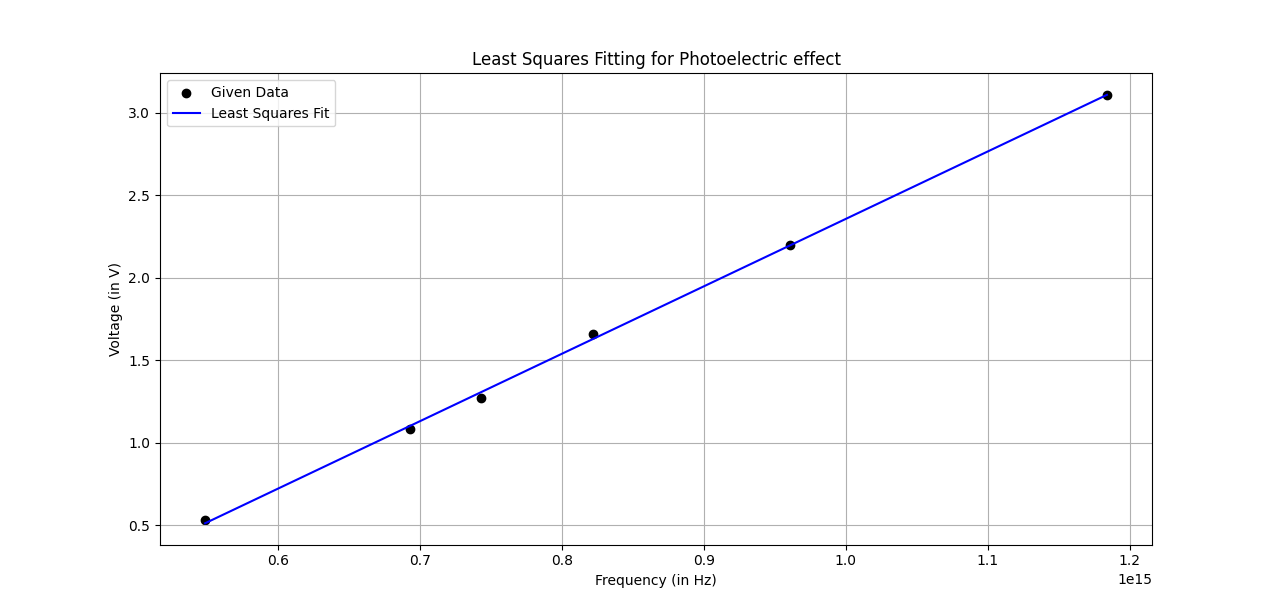 Least Squares Fitting for Photoelectric effect
Given Data
Least Squares Fit
3.0
2.5
2.0
1.5
1.0
0.5
Voltage (in V)
0.6 0.7 0.8 0.9 1.0 1.1 1.2
1e15
Frequency (in Hz)